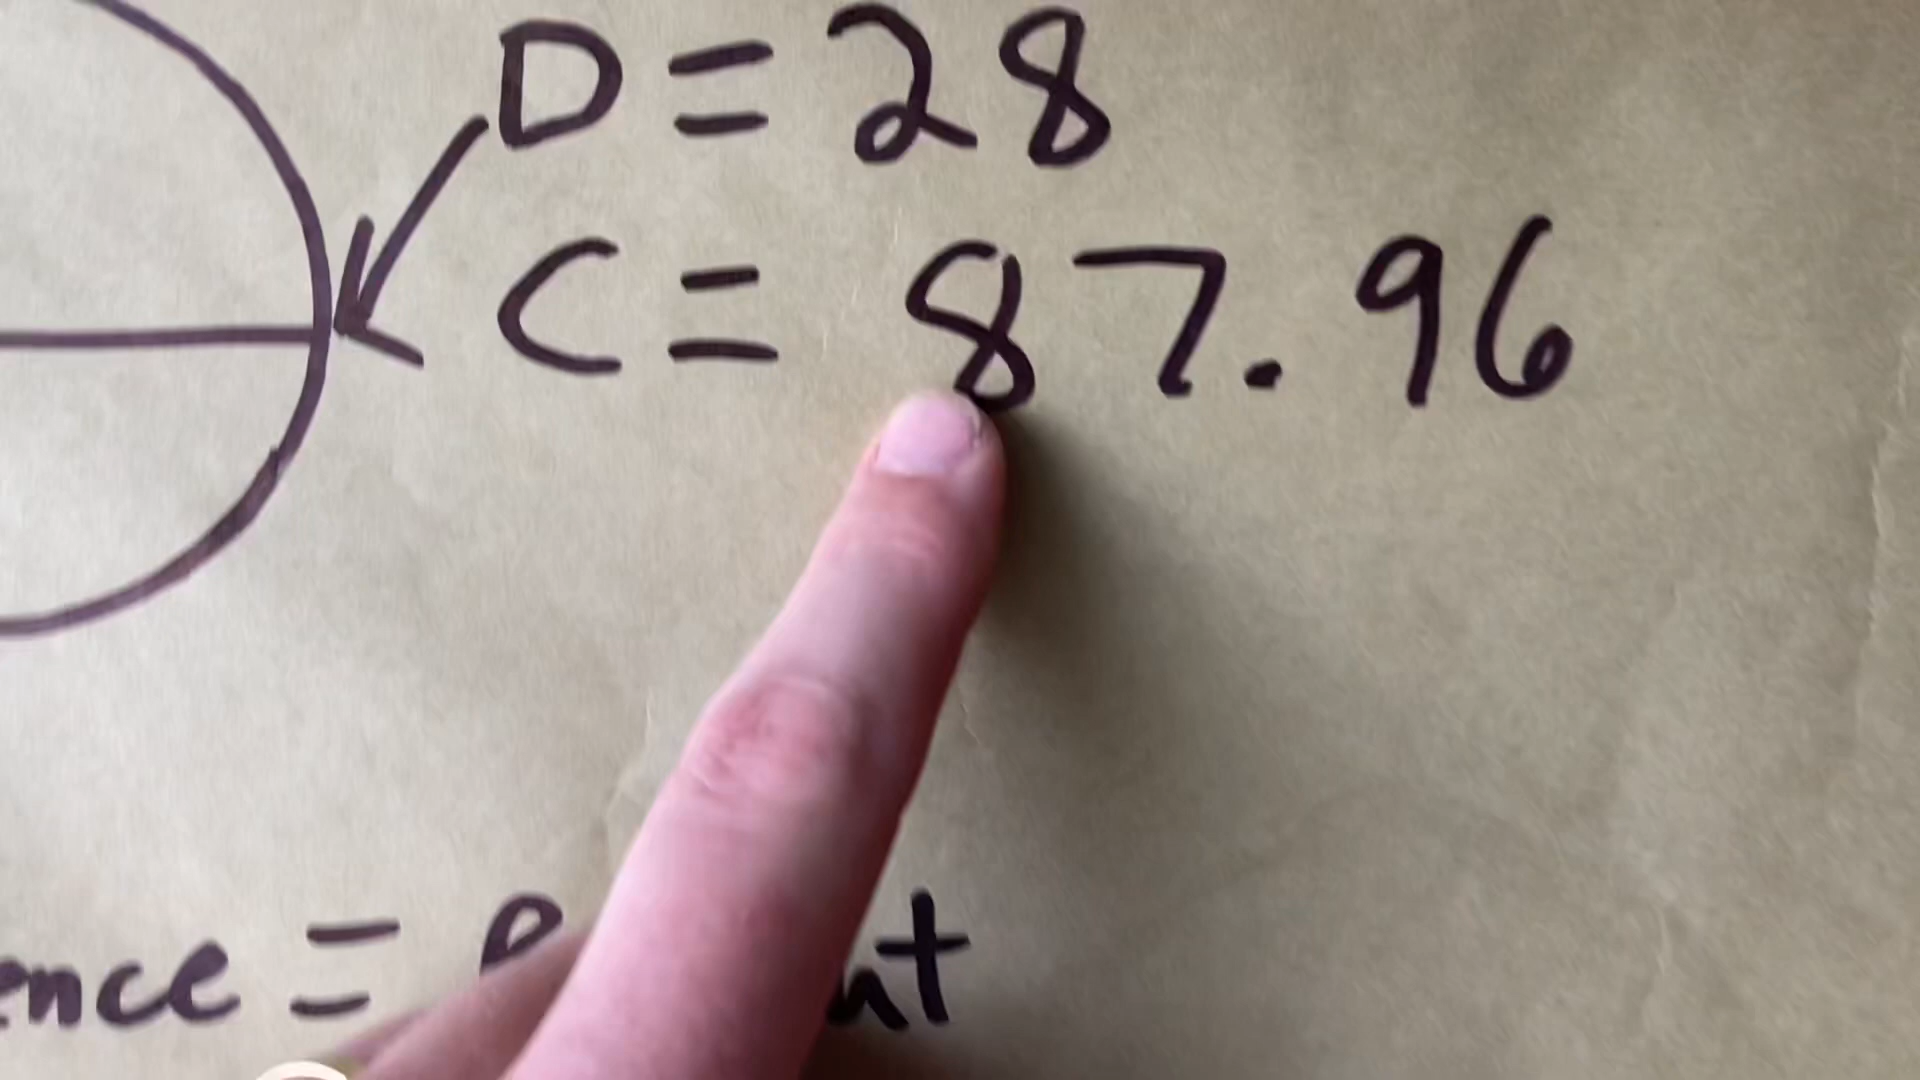 D = 28
C = 87.96
ence =